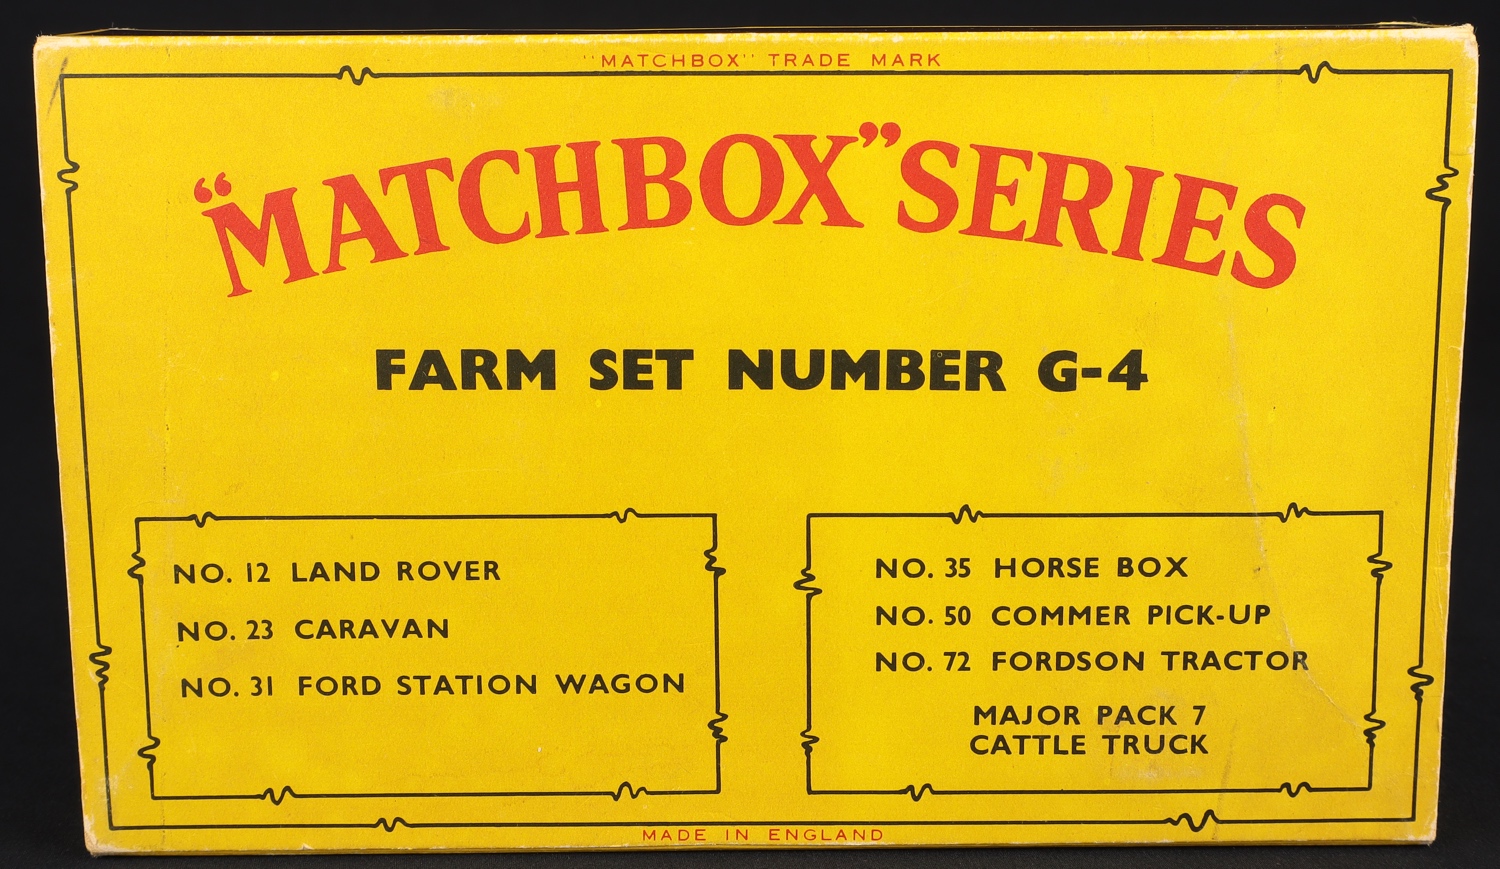 "MATCHBOX" TRADE MARK
“MATCHBOX” SERIES
FARM SET NUMBER G-4
NO. 12 LAND ROVER
NO. 23 CARAVAN
NO. 31 FORD STATION WAGON
NO. 35 HORSE BOX
NO. 50 COMMER PICK-UP
NO. 72 FORDSON TRACTOR
MAJOR PACK 7
CATTLE TRUCK
MADE IN ENGLAND